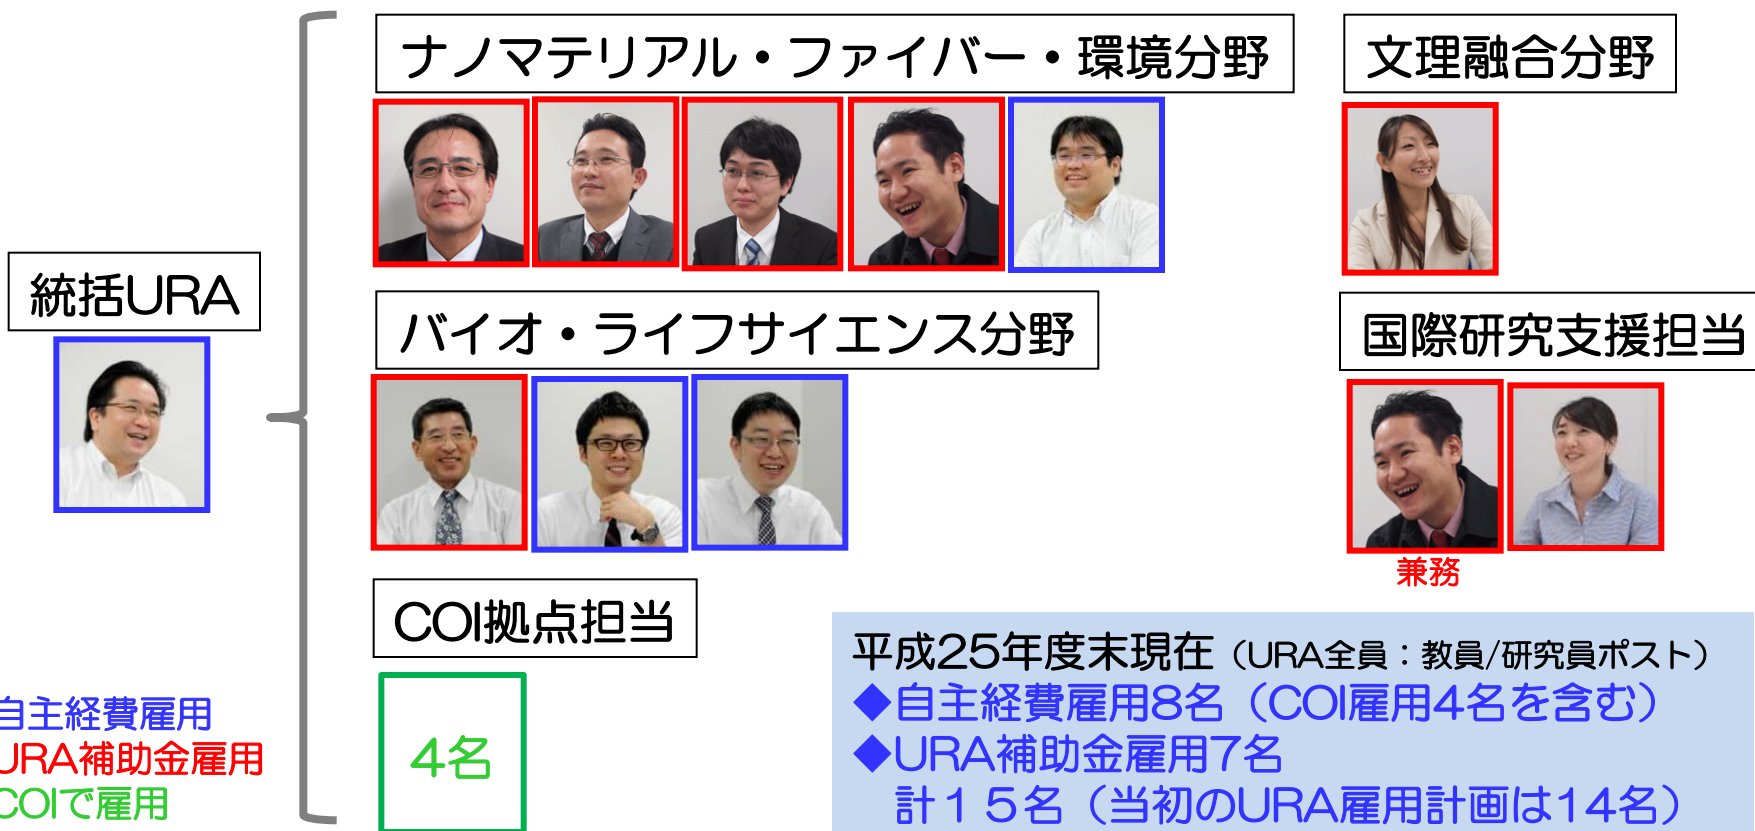 ナノマテリアル・ファイバー・環境分野
文理融合分野
統括URA
バイオ・ライフサイエンス分野
国際研究支援担当
兼務
COI拠点担当
4名
自主経費雇用
URA補助金雇用
COIで雇用
平成25年度末現在（URA全員：教員/研究員ポスト）
◆自主経費雇用8名（COI雇用4名を含む）
◆URA補助金雇用7名
計１５名（当初のURA雇用計画は14名）